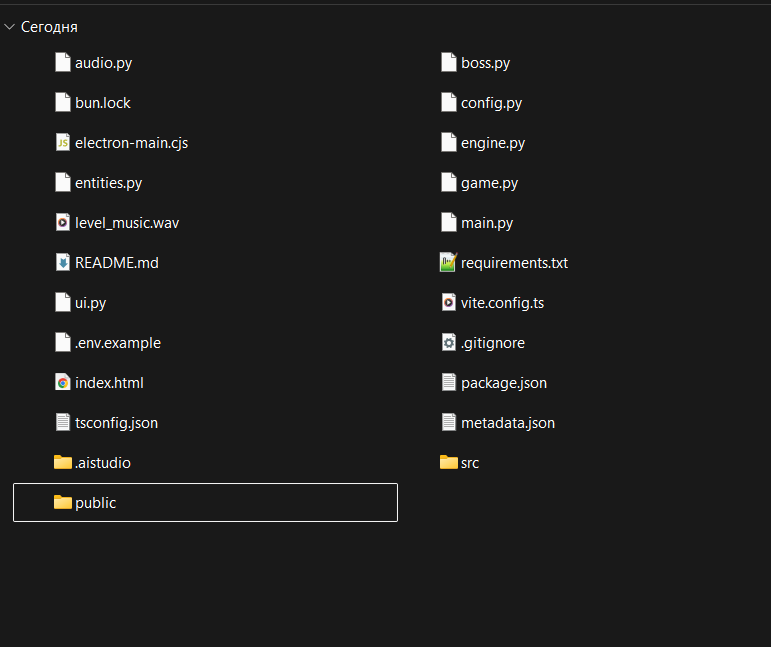 Сегодня
audio.py
boss.py
bun.lock
config.py
electron-main.cjs
engine.py
entities.py
game.py
level_music.wav
main.py
README.md
requirements.txt
ui.py
vite.config.ts
.env.example
.gitignore
index.html
package.json
tsconfig.json
metadata.json
.aistudio
src
public